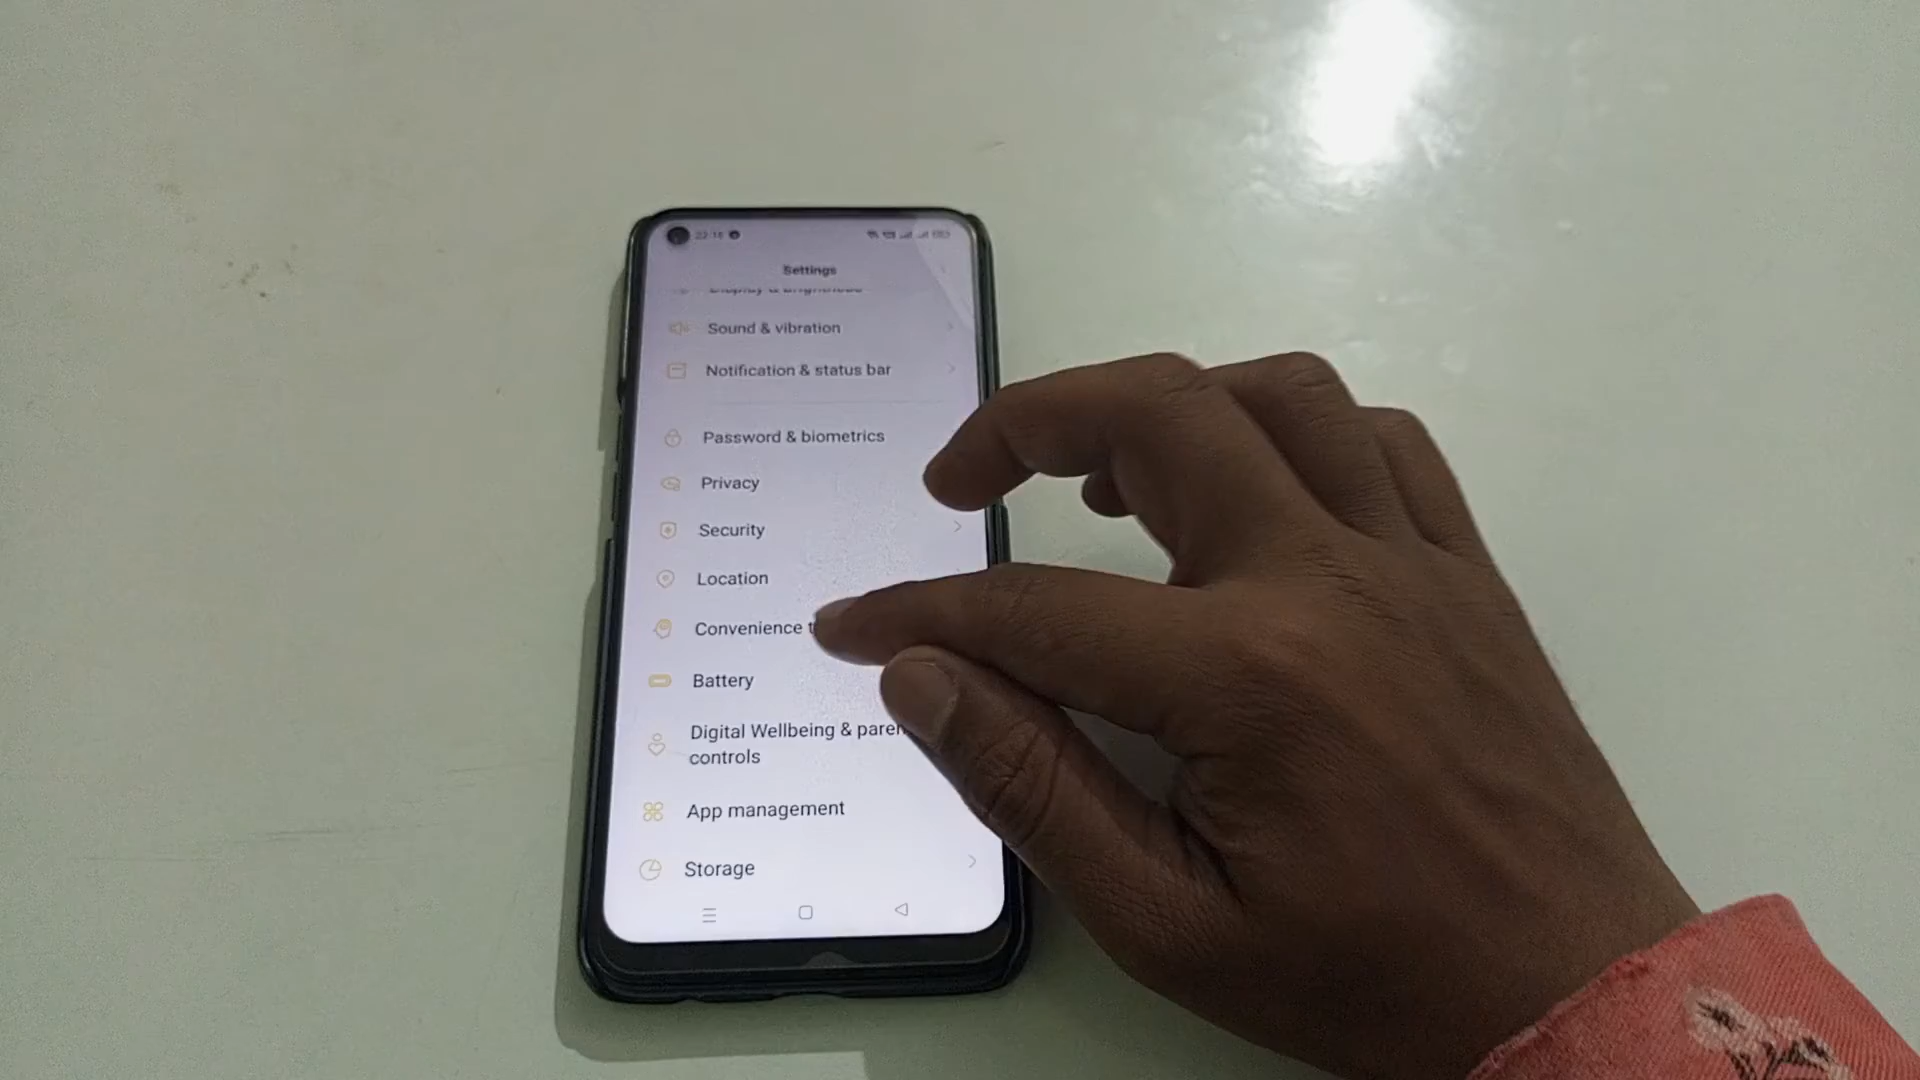 Settings
Sound & vibration
Notification & status bar
Password & biometrics
Privacy
Security
Location
Convenience
Battery
Digital Wellbeing &
controls
App management
Storage